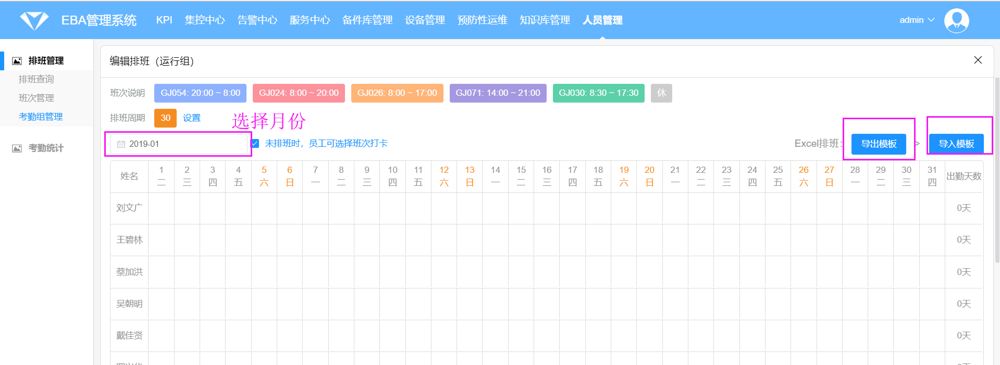 EBA管理系统 KPI 集控中心 告警中心 服务中心 备件库管理 设备管理 预防性运维 知识库管理 人员管理 admin
排班管理
排班查询
班次管理
考勤组管理
考勤统计
编辑排班（运行组）
班次说明 GJ054: 20:00 ~ 8:00 GJ024: 8:00 ~ 20:00 GJ026: 8:00 ~ 17:00 GJ071: 14:00 ~ 21:00 GJ030: 8:30 ~ 17:30 休
排班周期 30 设置
选择月份
2019-01 未排班时，员工可选择班次打卡 Excel排班: 导出模板 > 导入模板
姓名 1 2 3 4 5 6 7 8 9 10 11 12 13 14 15 16 17 18 19 20 21 22 23 24 25 26 27 28 29 30 31 出勤天数
二 三 四 五 六 日 一 二 三 四 五 六 日 一 二 三 四 五 六 日 一 二 三 四 五 六 日 一 二 三 四
刘文广 0天
王碧林 0天
蔡加洪 0天
吴朝明 0天
戴佳贤 0天